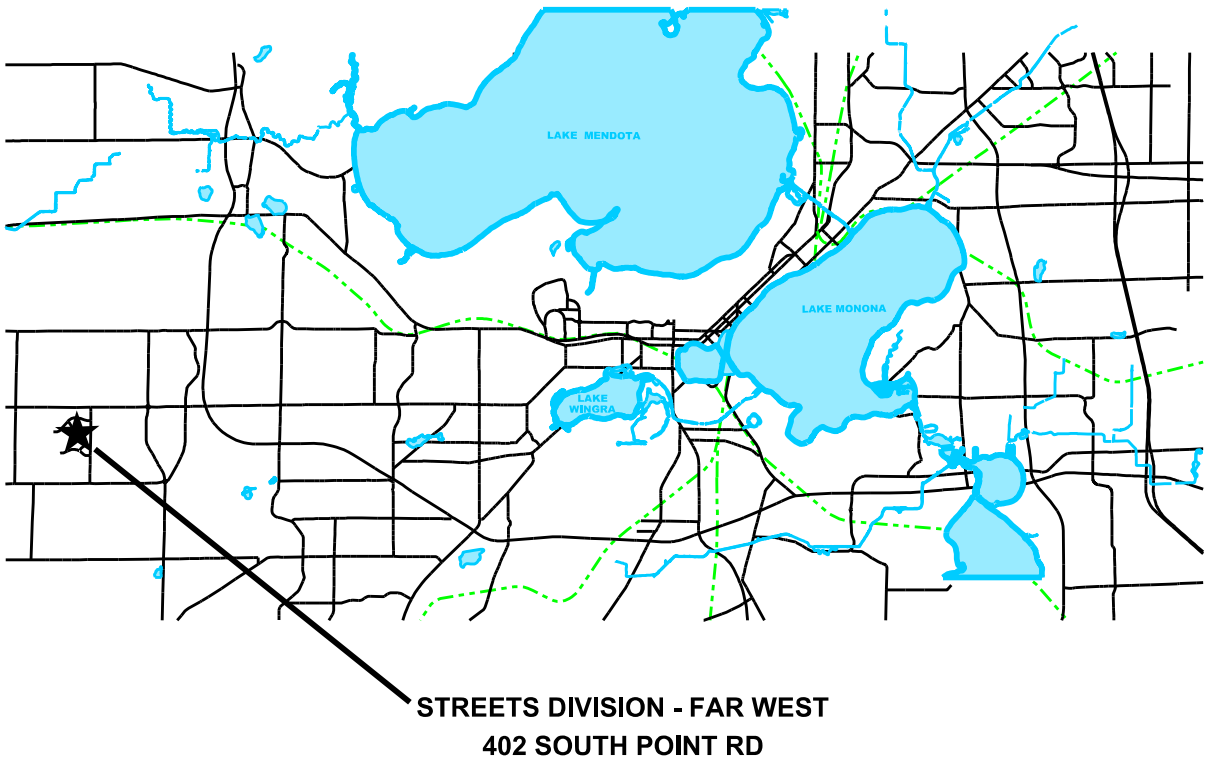 LAKE MENDOTA
LAKE MONONA
LAKE
WINGRA
STREETS DIVISION - FAR WEST
402 SOUTH POINT RD